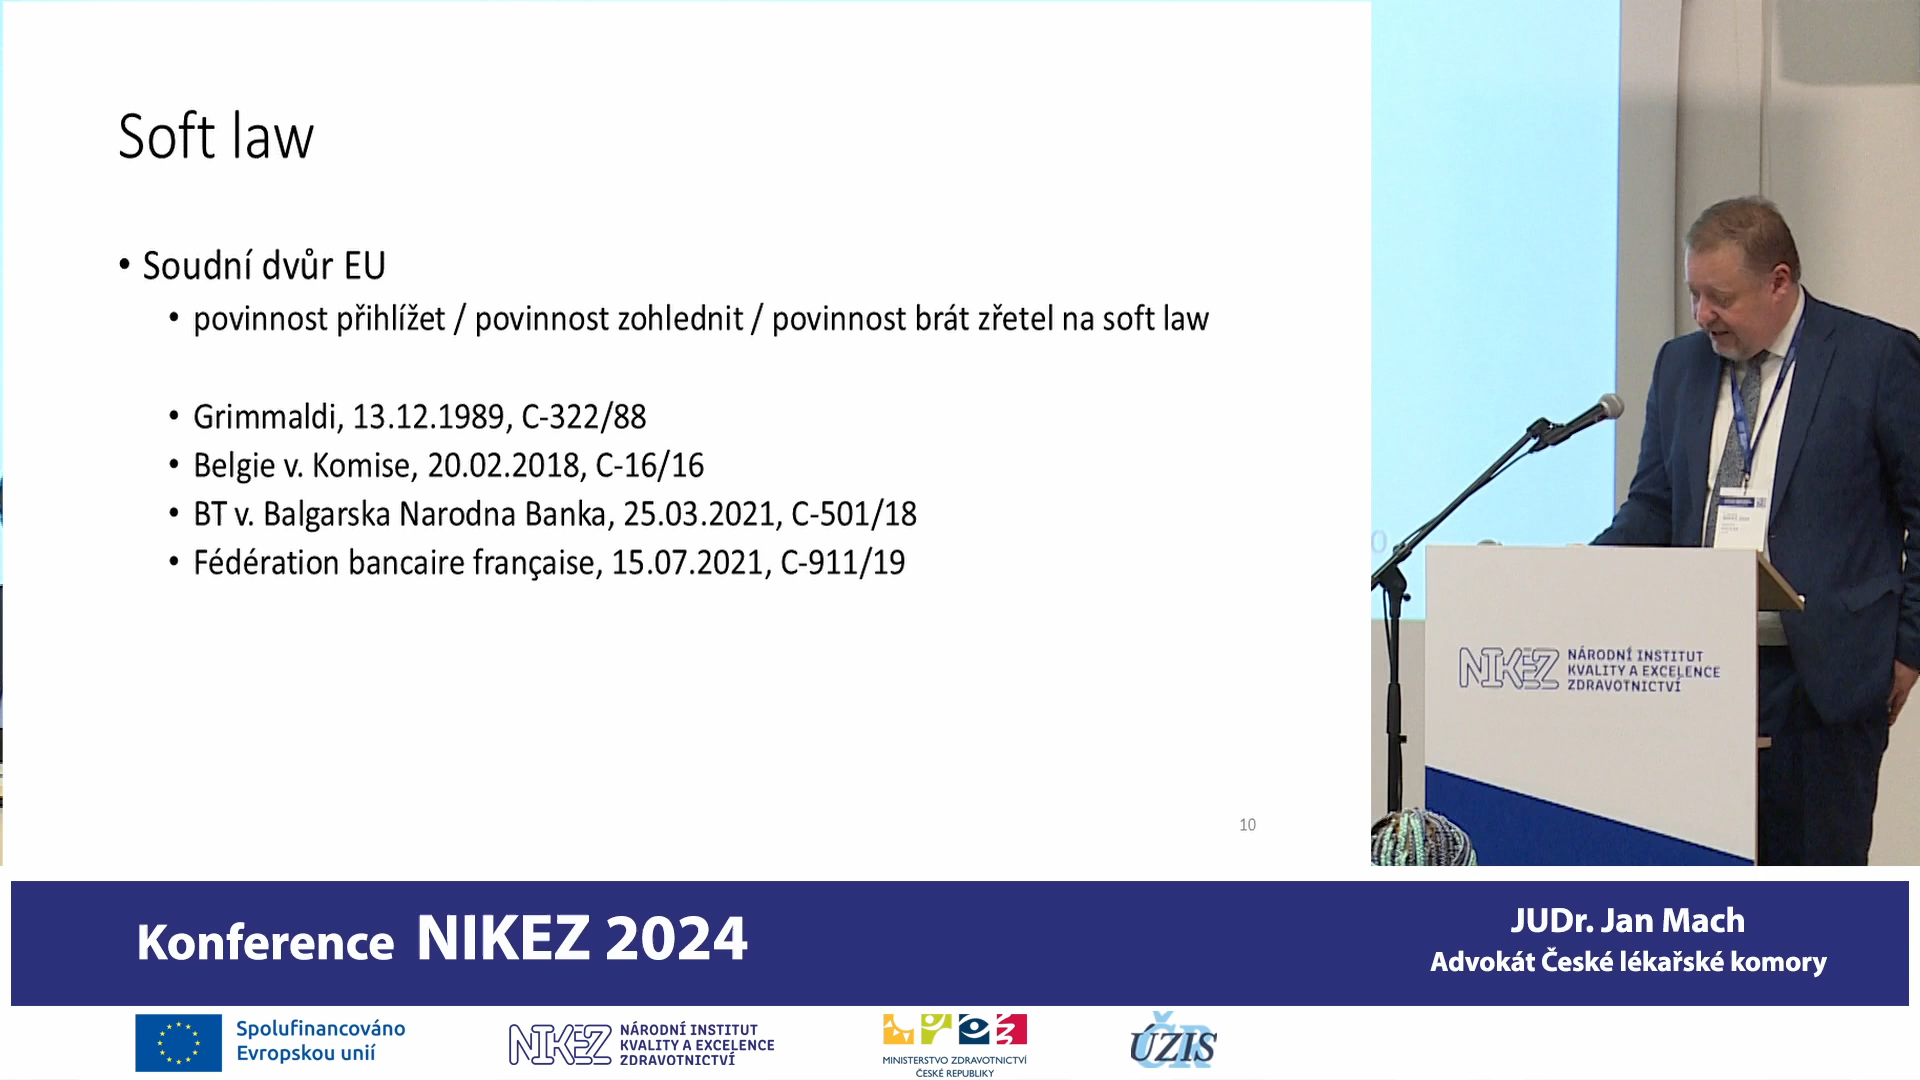 Soft law
• Soudní dvůr EU
• povinnost přihlížet / povinnost zohlednit / povinnost brát zřetel na soft law
• Grimmaldi, 13.12.1989, C-322/88
• Belgie v. Komise, 20.02.2018, C-16/16
• BT v. Balgarska Narodna Banka, 25.03.2021, C-501/18
• Fédération bancaire française, 15.07.2021, C-911/19
10
NIKEZ
NÁRODNÍ INSTITUT
KVALITY A EXCELENCE
ZDRAVOTNICTVÍ
Konference NIKEZ 2024
JUDr. Jan Mach
Advokát České lékařské komory
Spolufinancováno
Evropskou unií
NIKEZ
NÁRODNÍ INSTITUT
KVALITY A EXCELENCE
ZDRAVOTNICTVÍ
MINISTERSTVO ZDRAVOTNICTVÍ
ČESKÉ REPUBLIKY
ÚZIS
ČR